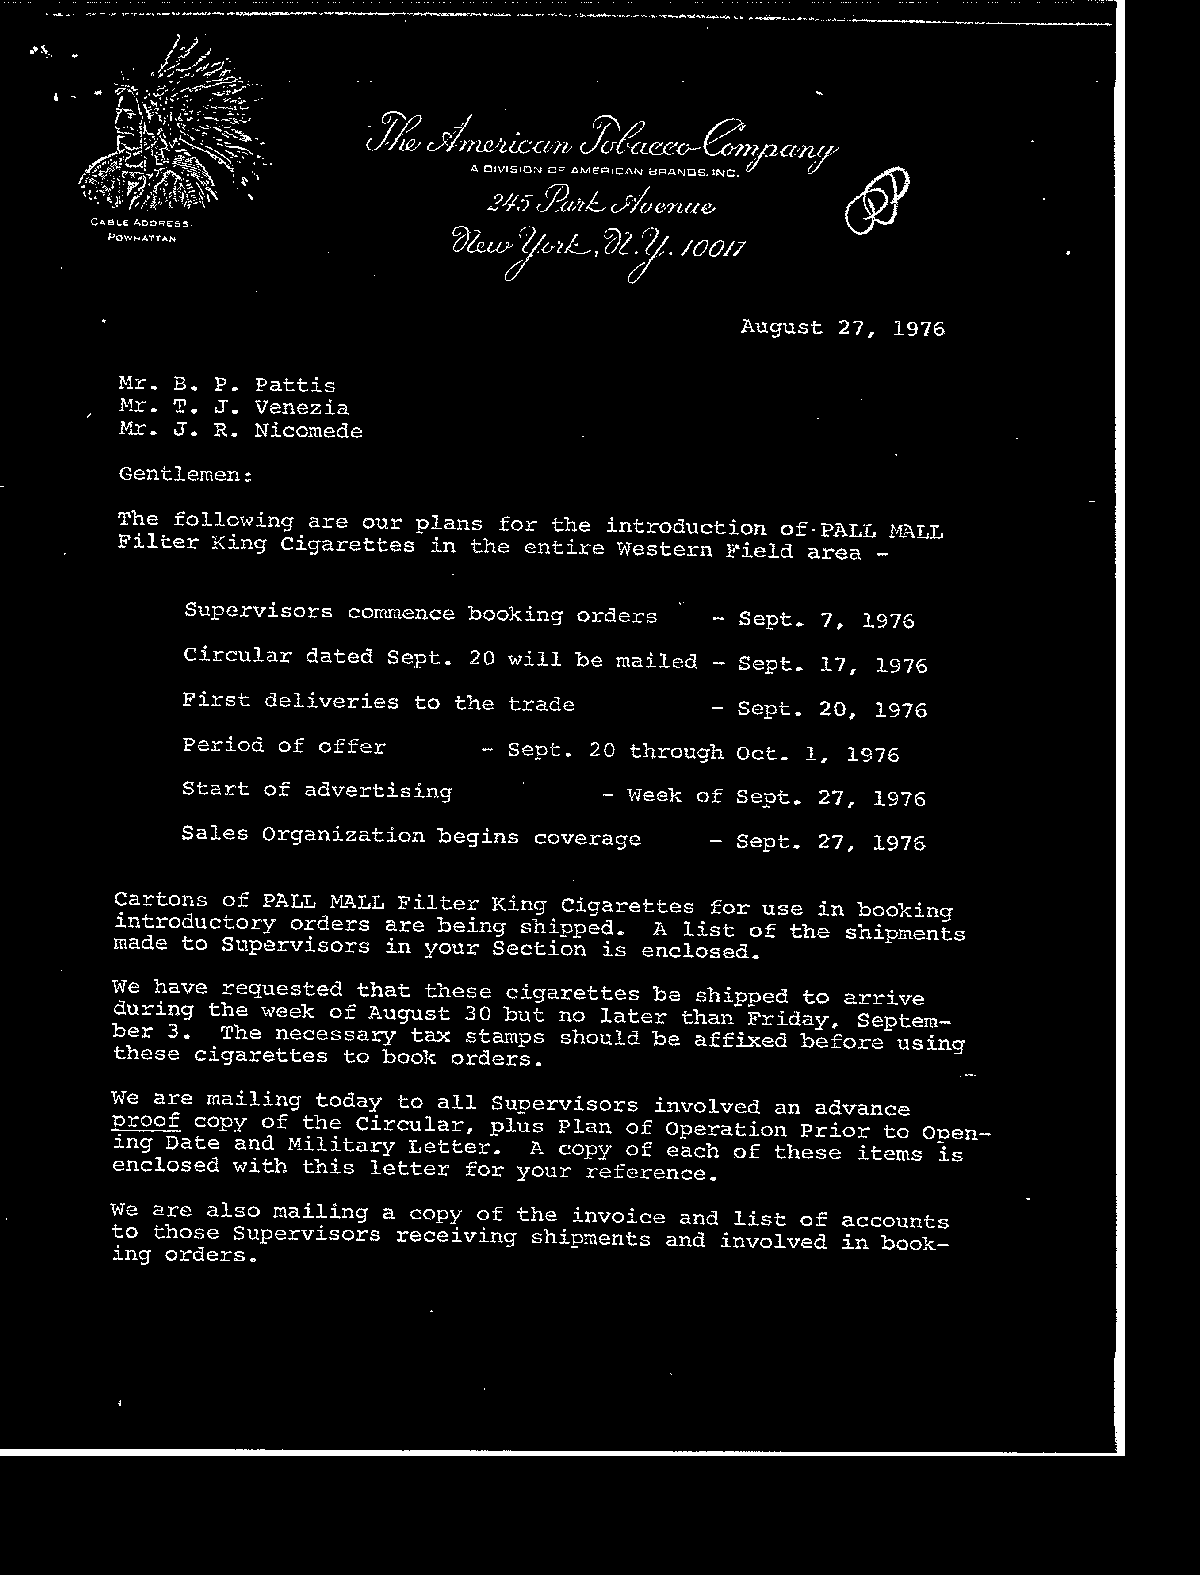 The American Tobacco Company
A DIVISION OF AMERICAN BRANDS, INC.
245 Park Avenue
New York, N.Y. 10017
CABLE ADDRESS
POWHATTAN
August 27, 1976
Mr. B. P. Pattis
Mr. T. J. Venezia
Mr. J. R. Nicomede
Gentlemen:
The following are our plans for the introduction of PALL MALL
Filter King Cigarettes in the entire Western Field area -
Supervisors commence booking orders - Sept. 7, 1976
Circular dated Sept. 20 will be mailed - Sept. 17, 1976
First deliveries to the trade - Sept. 20, 1976
Period of offer - Sept. 20 through Oct. 1, 1976
Start of advertising - Week of Sept. 27, 1976
Sales Organization begins coverage - Sept. 27, 1976
Cartons of PALL MALL Filter King Cigarettes for use in booking
introductory orders are being shipped. A list of the shipments
made to Supervisors in your Section is enclosed.
We have requested that these cigarettes be shipped to arrive
during the week of August 30 but no later than Friday, Septem-
ber 3. The necessary tax stamps should be affixed before using
these cigarettes to book orders.
We are mailing today to all Supervisors involved an advance
proof copy of the Circular, plus Plan of Operation Prior to Open-
ing Date and Military Letter. A copy of each of these items is
enclosed with this letter for your reference.
We are also mailing a copy of the invoice and list of accounts
to those Supervisors receiving shipments and involved in book-
ing orders.